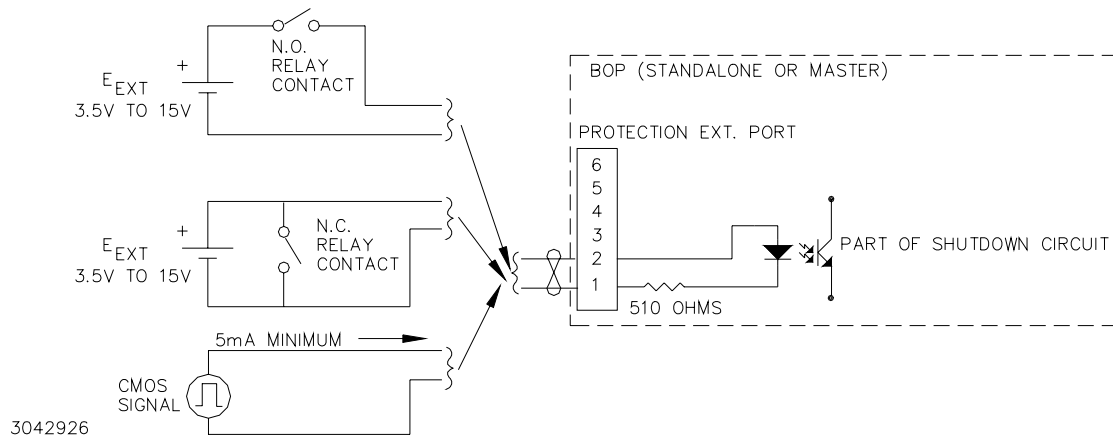 N.O.
RELAY
CONTACT
+
E EXT
3.5V TO 15V
BOP (STANDALONE OR MASTER)
PROTECTION EXT. PORT
6
5
4
3
2
1
510 OHMS
PART OF SHUTDOWN CIRCUIT
+
E EXT
3.5V TO 15V
N.C.
RELAY
CONTACT
5mA MINIMUM
CMOS
SIGNAL
3042926